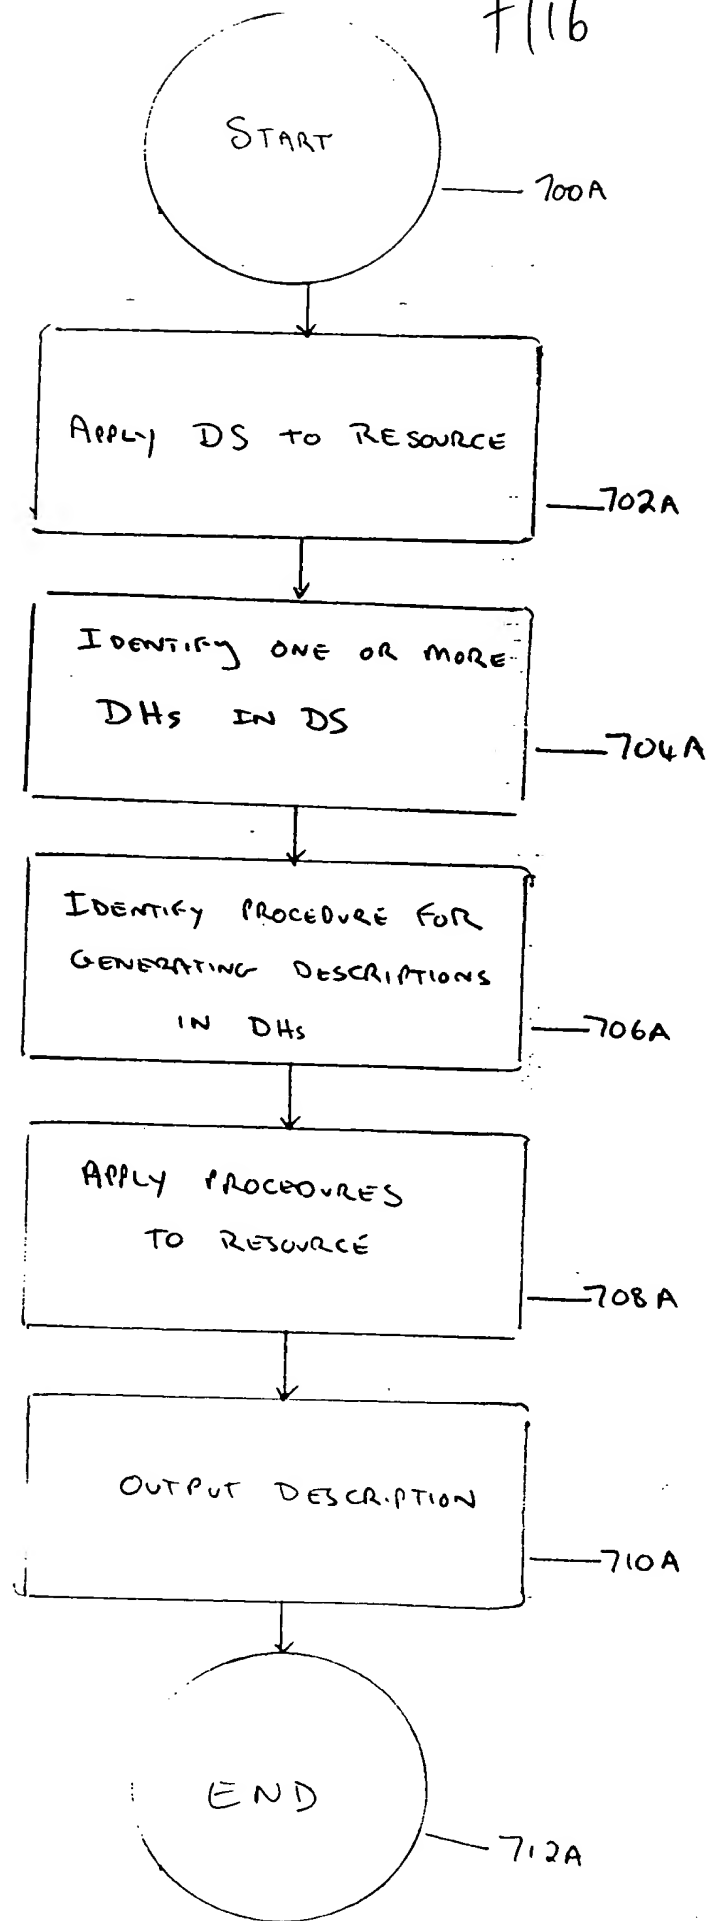 START
700A
APPLY DS TO RESOURCE
702A
IDENTIFY ONE OR MORE
DHs IN DS
704A
IDENTIFY PROCEDURE FOR
GENERATING DESCRIPTIONS
IN DHs
706A
APPLY PROCEDURES
TO RESOURCE
708A
OUTPUT DESCRIPTION
710A
END
712A